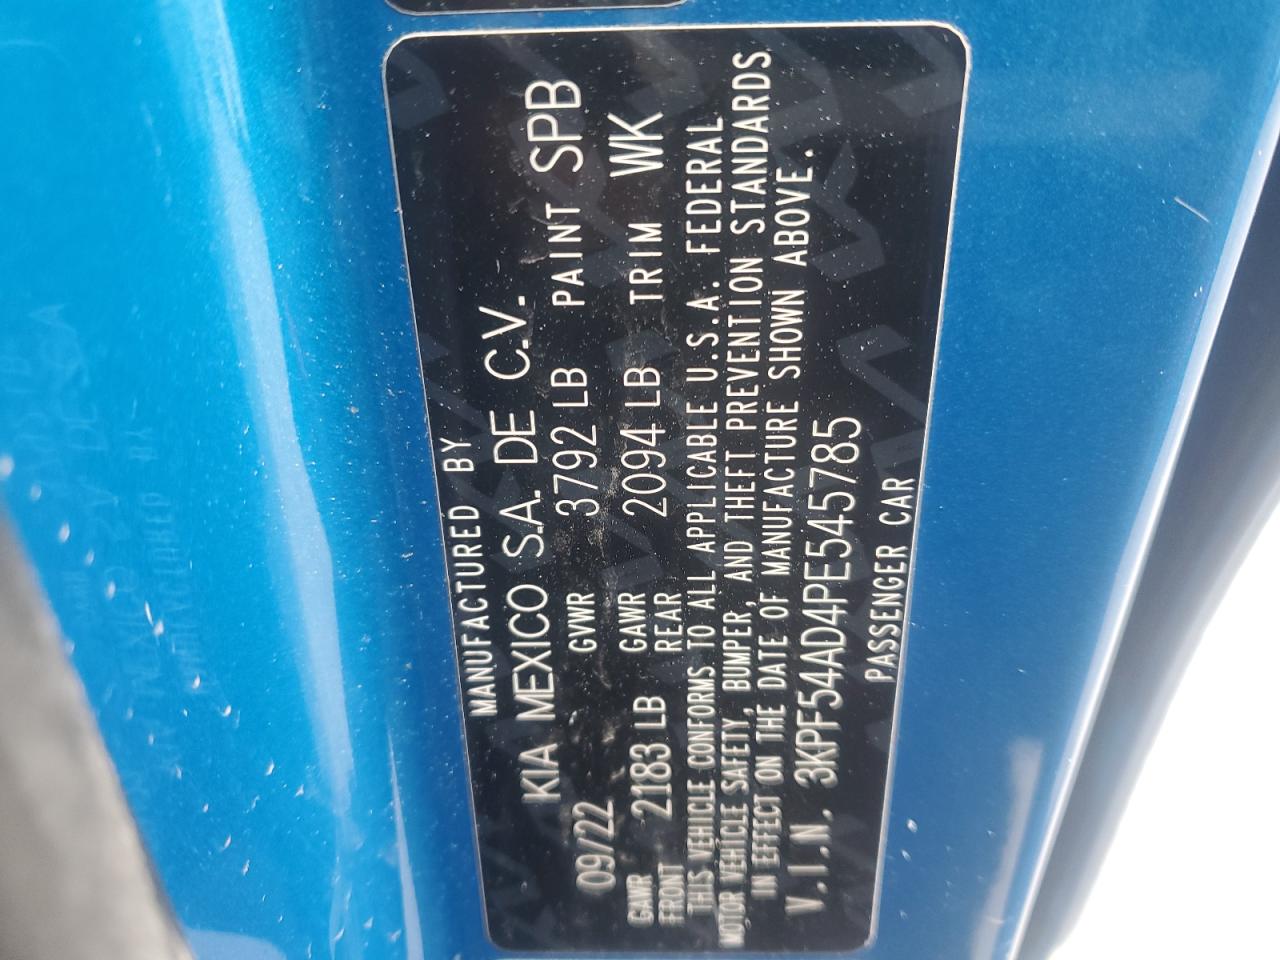 MANUFACTURED BY
KIA MEXICO S.A. DE C.V.
09/22 GVWR 3792 LB PAINT SPB
GAWR FRONT 2183 LB GAWR REAR 2094 LB TRIM WK
THIS VEHICLE CONFORMS TO ALL APPLICABLE U.S.A. FEDERAL
MOTOR VEHICLE SAFETY, BUMPER, AND THEFT PREVENTION STANDARDS
IN EFFECT ON THE DATE OF MANUFACTURE SHOWN ABOVE.
V.I.N. 3KPF54AD4PE545785
PASSENGER CAR